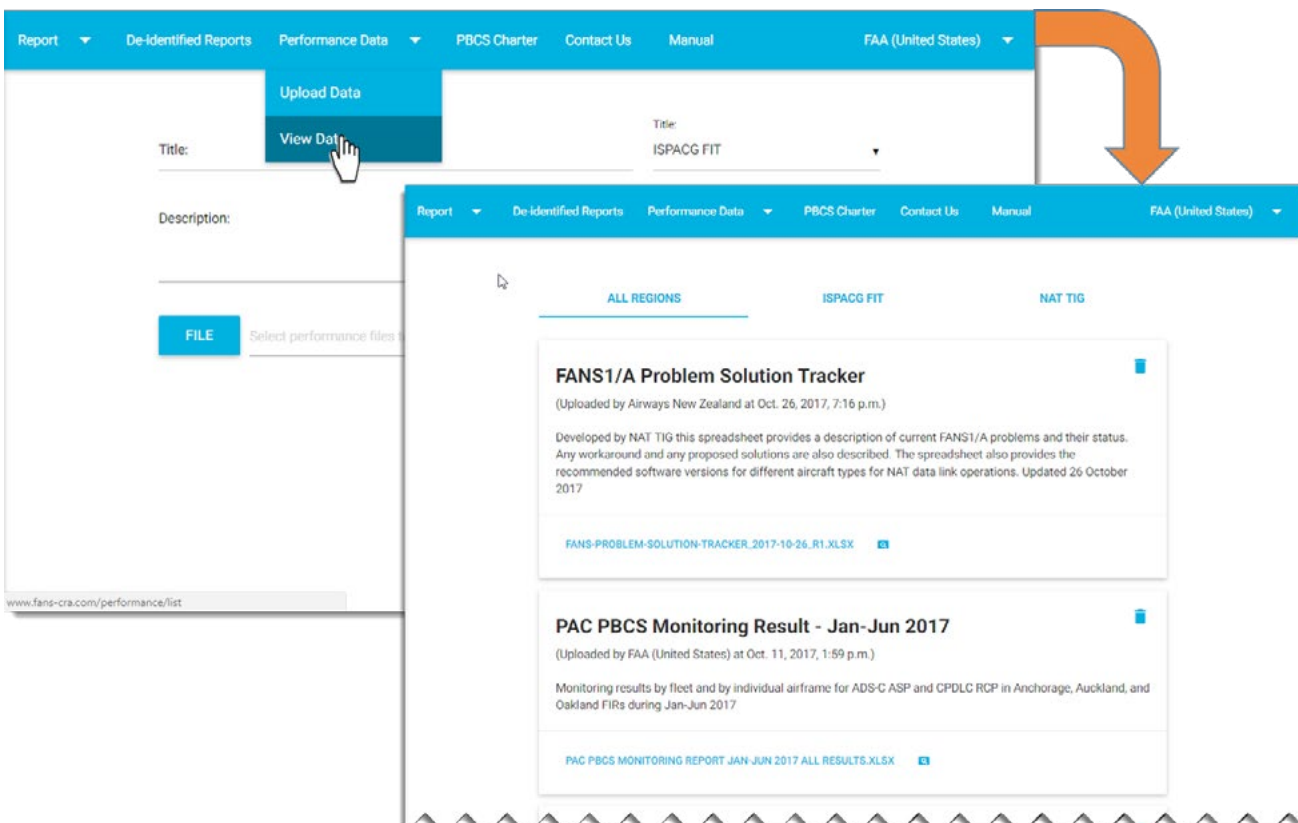 Report De-Identified Reports Performance Data PBCS Charter Contact Us Manual FAA (United States)
Upload Data
View Data
Title:
Title:
ISPACG FIT
Description:
FILE Select performance files
www.fans-cra.com/performance/list
Report De-Identified Reports Performance Data PBCS Charter Contact Us Manual FAA (United States)
ALL REGIONS ISPACG FIT NAT TIG
FANS1/A Problem Solution Tracker
(Uploaded by Airways New Zealand at Oct. 26, 2017, 7:16 p.m.)
Developed by NAT TIG this spreadsheet provides a description of current FANS1/A problems and their status.
Any workaround and any proposed solutions are also described. The spreadsheet also provides the
recommended software versions for different aircraft types for NAT data link operations. Updated 26 October
2017
FANS-PROBLEM-SOLUTION-TRACKER_2017-10-26_R1.XLSX
PAC PBCS Monitoring Result - Jan-Jun 2017
(Uploaded by FAA (United States) at Oct. 11, 2017, 1:59 p.m.)
Monitoring results by fleet and by individual airframe for ADS-C ASP and CPDLC RCP in Anchorage, Auckland, and
Oakland FIRs during Jan-Jun 2017
PAC PBCS MONITORING REPORT JAN-JUN 2017 ALL RESULTS.XLSX